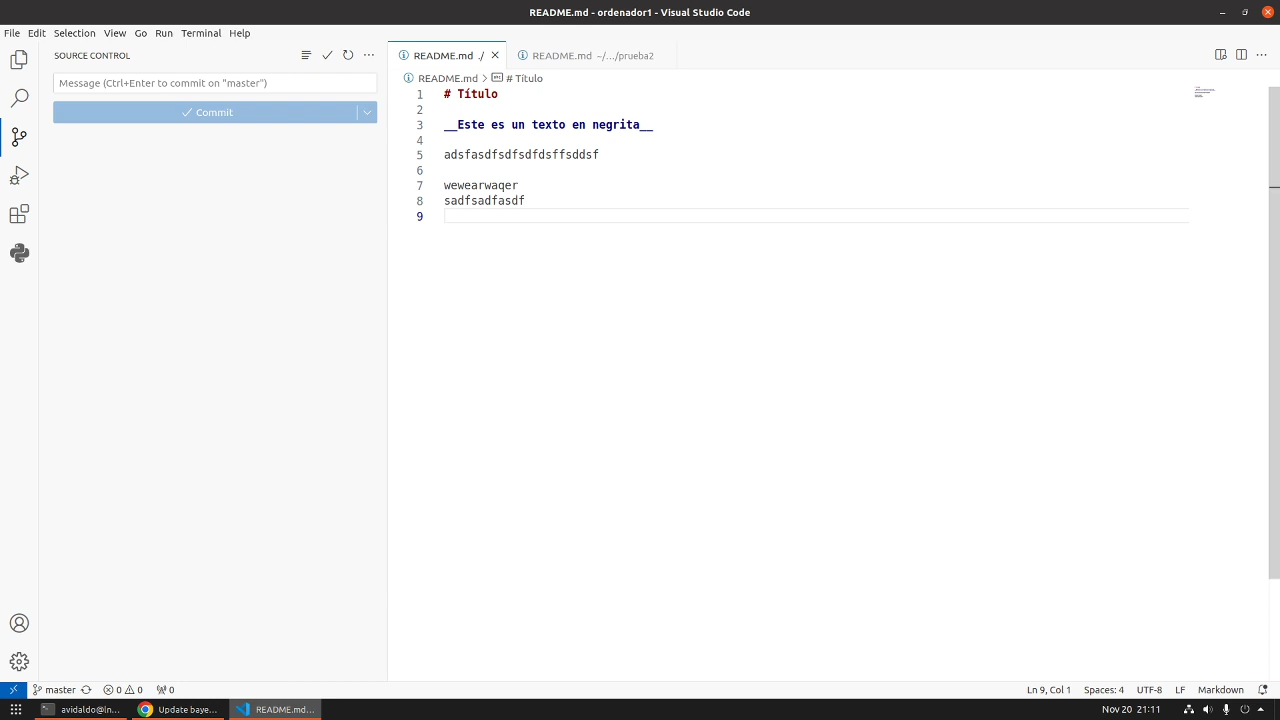 README.md - ordenador1 - Visual Studio Code
File Edit Selection View Go Run Terminal Help
SOURCE CONTROL
README.md ./
README.md ~/.../prueba2
Message (Ctrl+Enter to commit on "master")
README.md > # Título
Commit
1 # Título
2
3 __Este es un texto en negrita__
4
5 adsfasdfsdfsdfdsffsddsf
6
7 wewearwaqer
8 sadfsadfasdf
9
master 0 0 0
Ln 9, Col 1 Spaces: 4 UTF-8 LF Markdown
avidaldo@ln...
Update baye...
README.md...
Nov 20 21:11